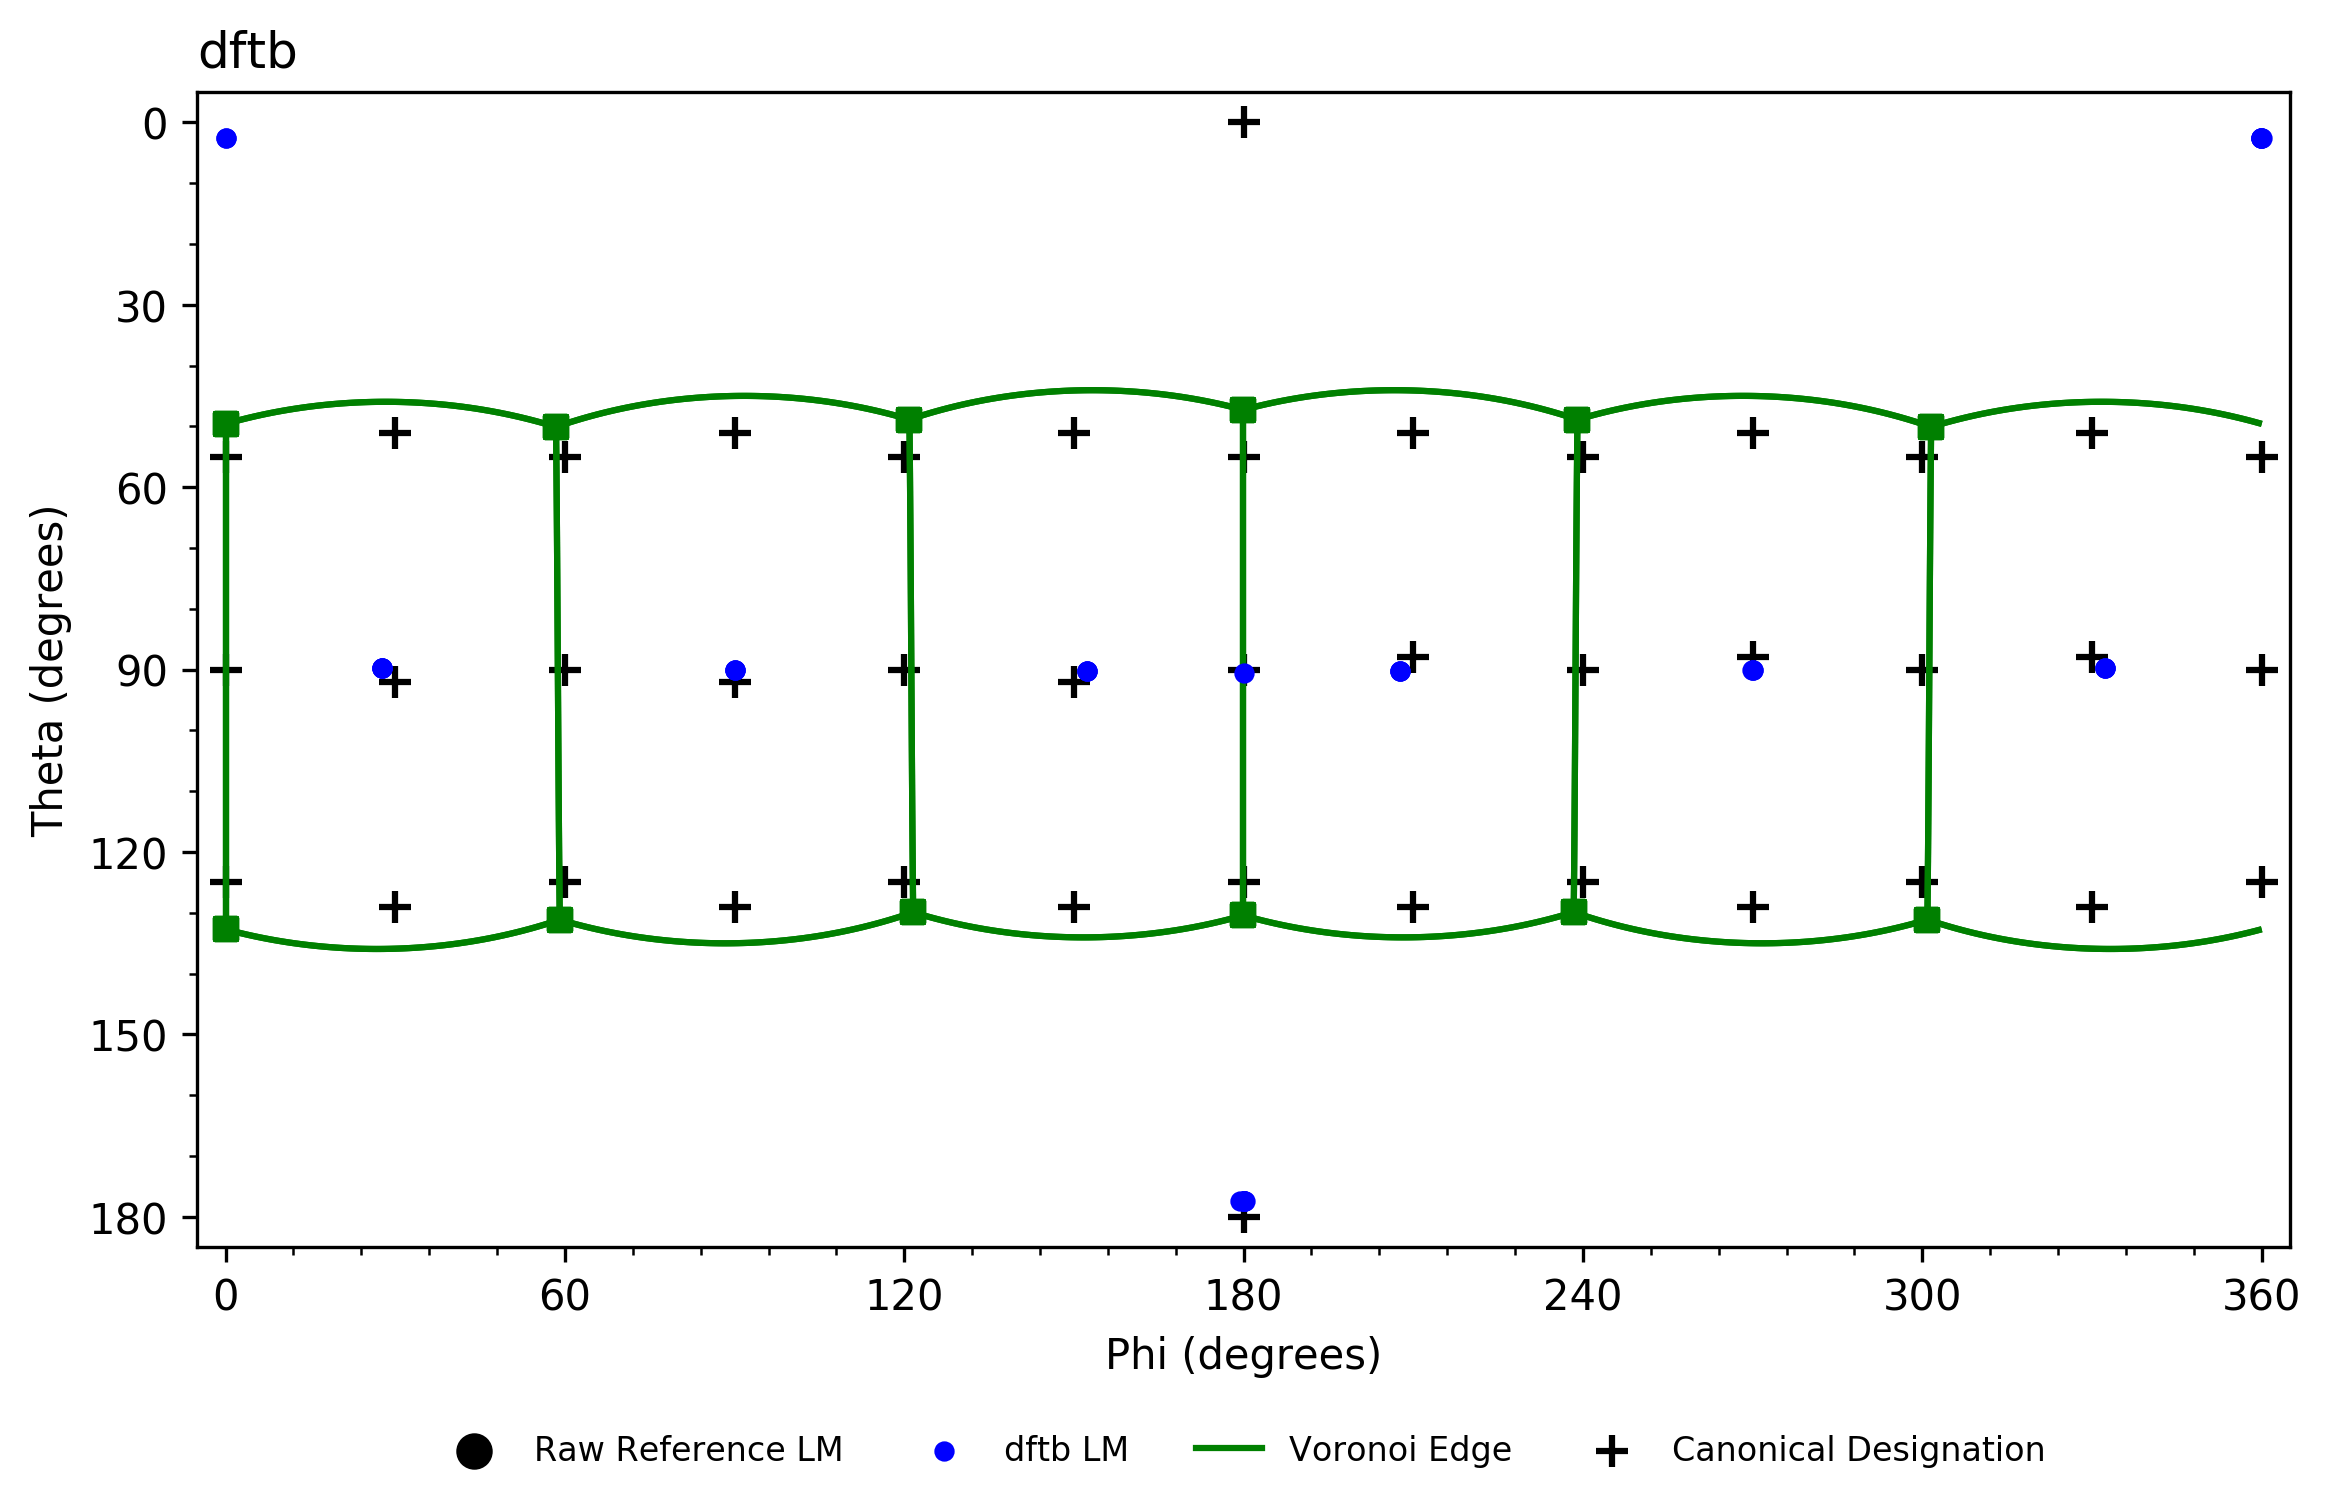 dftb
0
30
60
90
120
150
180
Theta (degrees)
0 60 120 180 240 300 360
Phi (degrees)
Raw Reference LM dftb LM Voronoi Edge Canonical Designation